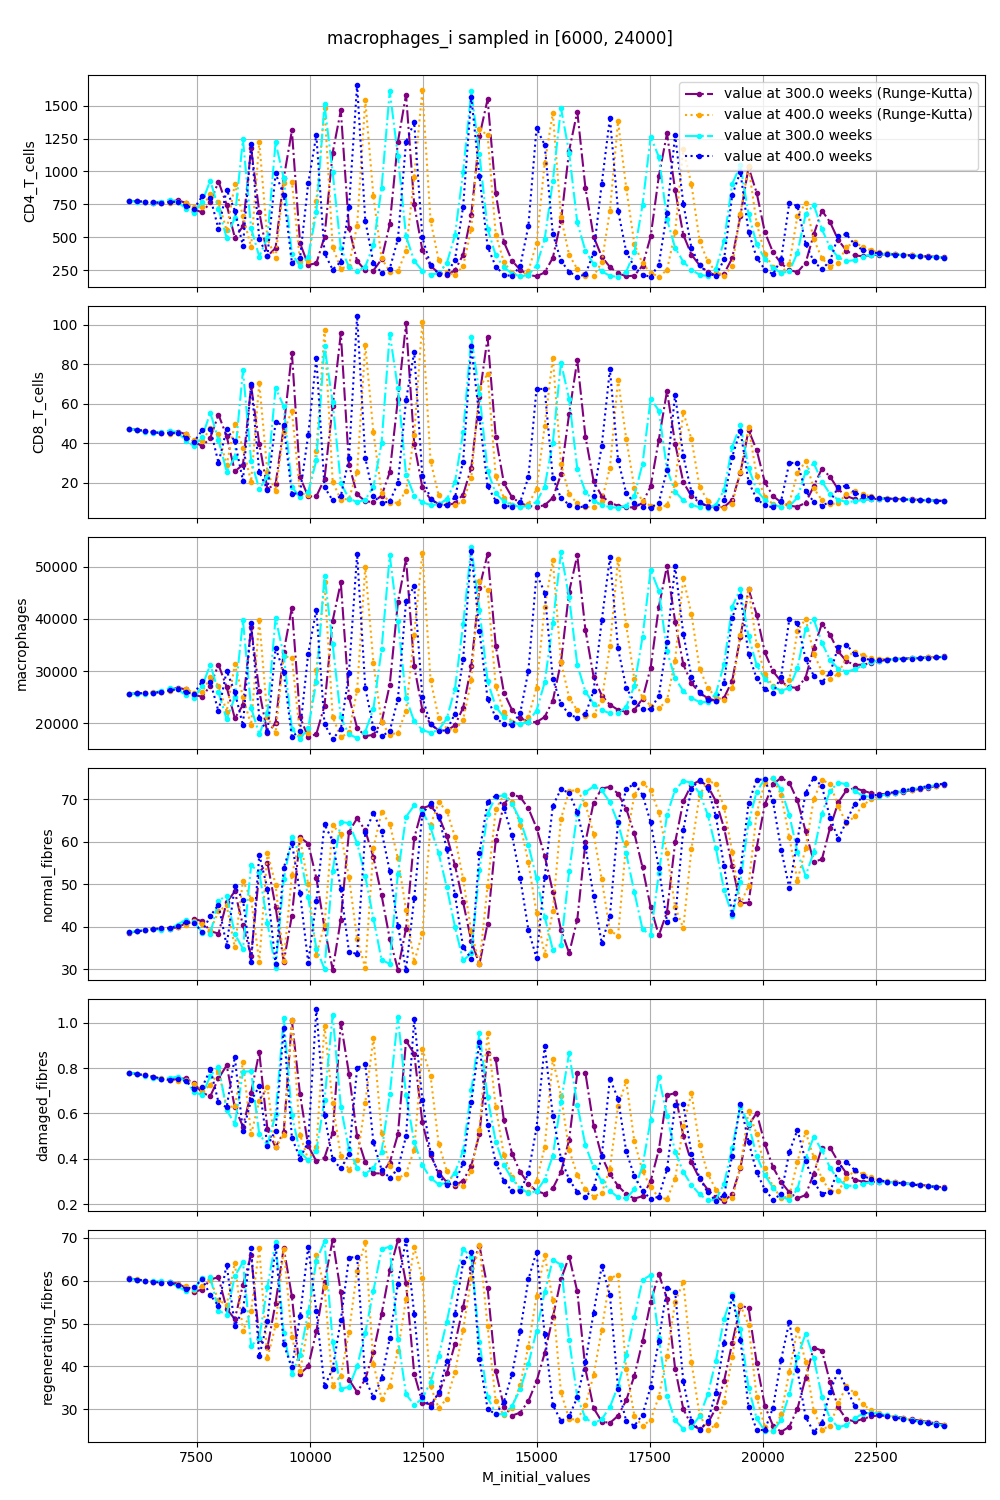 macrophages_i sampled in [6000, 24000]
value at 300.0 weeks (Runge-Kutta)
value at 400.0 weeks (Runge-Kutta)
value at 300.0 weeks
value at 400.0 weeks
CD4_T_cells
1500
1250
1000
750
500
250
CD8_T_cells
100
80
60
40
20
macrophages
50000
40000
30000
20000
normal_fibres
70
60
50
40
30
damaged_fibres
1.0
0.8
0.6
0.4
0.2
regenerating_fibres
70
60
50
40
30
7500 10000 12500 15000 17500 20000 22500
M_initial_values